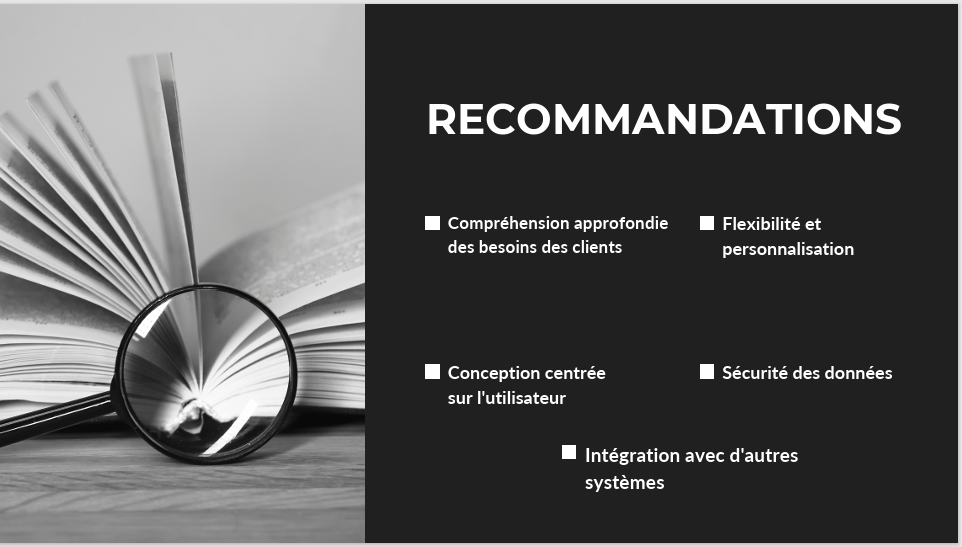 RECOMMANDATIONS
Compréhension approfondie
des besoins des clients
Flexibilité et
personnalisation
Conception centrée
sur l'utilisateur
Sécurité des données
Intégration avec d'autres
systèmes